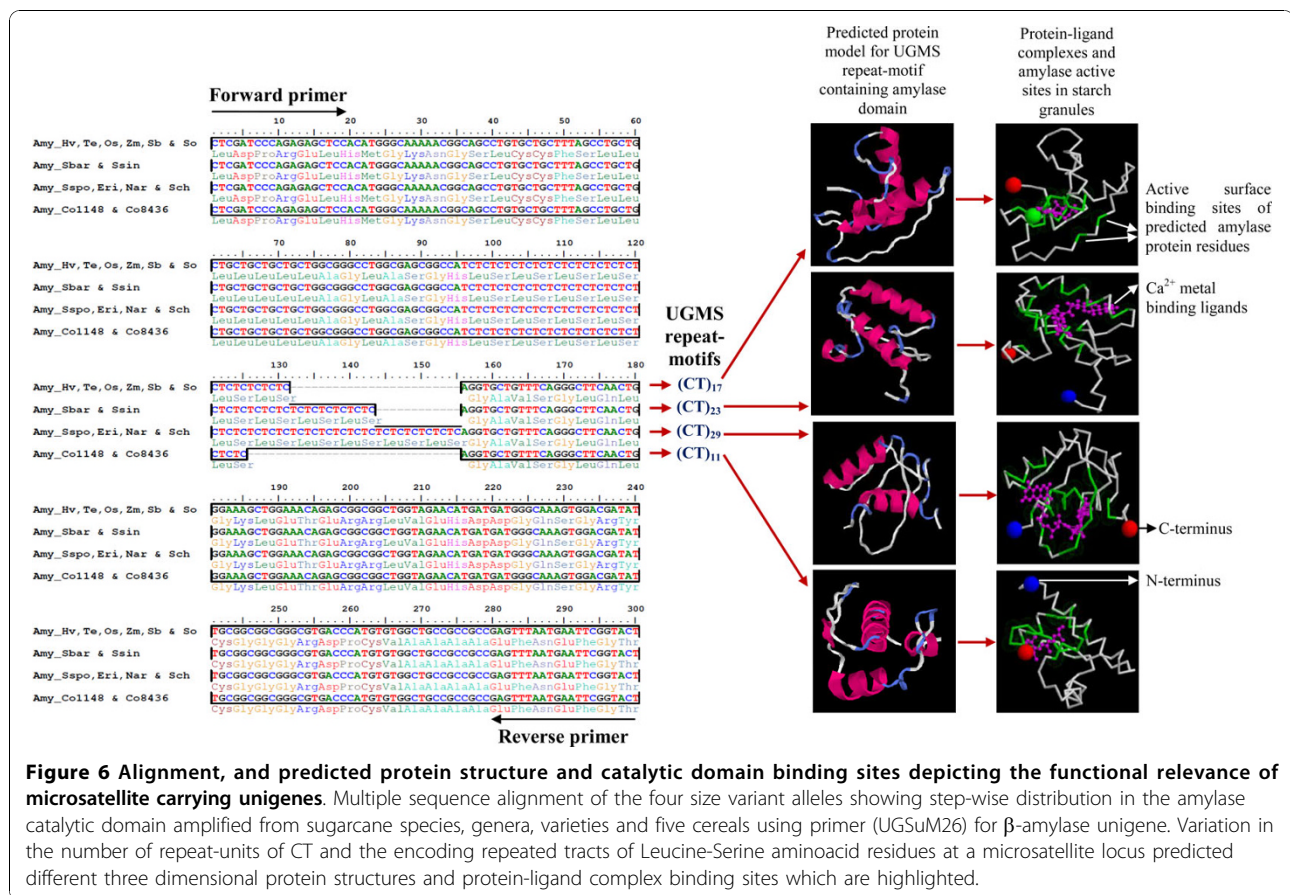 Forward primer
10 20 30 40 50 60
Amy_Hv,Te,Os,Zm,Sb & So CTCGATCCCAGAGAGCTCCACATGGGCAAAAACGGCAGCCTGTGCTGCTTTAGCCTGCTG
LeuAspProArgGluLeuHisMetGlyLysAsnGlySerLeuCysCysPheSerLeuLeu
Amy_Sbar & Ssin CTCGATCCCAGAGAGCTCCACATGGGCAAAAACGGCAGCCTGTGCTGCTTTAGCCTGCTG
LeuAspProArgGluLeuHisMetGlyLysAsnGlySerLeuCysCysPheSerLeuLeu
Amy_Sspo,Eri,Nar & Sch CTCGATCCCAGAGAGCTCCACATGGGCAAAAACGGCAGCCTGTGCTGCTTTAGCCTGCTG
LeuAspProArgGluLeuHisMetGlyLysAsnGlySerLeuCysCysPheSerLeuLeu
Amy_Co1148 & Co8436 CTCGATCCCAGAGAGCTCCACATGGGCAAAAACGGCAGCCTGTGCTGCTTTAGCCTGCTG
LeuAspProArgGluLeuHisMetGlyLysAsnGlySerLeuCysCysPheSerLeuLeu
70 80 90 100 110 120
Amy_Hv,Te,Os,Zm,Sb & So CTGCTGCTGCTGCTGGCGGGCCTGGCGAGCGGCCATCTCTCTCTCTCTCTCTCTCTCTCT
LeuLeuLeuLeuLeuAlaGlyLeuAlaSerGlyHisLeuSerLeuSerLeuSerLeuSer
Amy_Sbar & Ssin CTGCTGCTGCTGCTGGCGGGCCTGGCGAGCGGCCATCTCTCTCTCTCTCTCTCTCTCTCT
LeuLeuLeuLeuLeuAlaGlyLeuAlaSerGlyHisLeuSerLeuSerLeuSerLeuSer
Amy_Sspo,Eri,Nar & Sch CTGCTGCTGCTGCTGGCGGGCCTGGCGAGCGGCCATCTCTCTCTCTCTCTCTCTCTCTCT
LeuLeuLeuLeuLeuAlaGlyLeuAlaSerGlyHisLeuSerLeuSerLeuSerLeuSer
Amy_Co1148 & Co8436 CTGCTGCTGCTGCTGGCGGGCCTGGCGAGCGGCCATCTCTCTCTCTCTCTCTCTCTCTCT
LeuLeuLeuLeuLeuAlaGlyLeuAlaSerGlyHisLeuSerLeuSerLeuSerLeuSer
UGMS
repeat-
motifs
130 140 150 160 170 180
Amy_Hv,Te,Os,Zm,Sb & So CTCTCTCTCTC------------------------AGGTGCTGTTTCAGGGCTTCAACTG (CT)17
LeuSerLeuSer GlyAlaValSerGlyLeuGlnLeu
Amy_Sbar & Ssin CTCTCTCTCTCTCTCTCTCTCTC------------AGGTGCTGTTTCAGGGCTTCAACTG (CT)23
LeuSerLeuSerLeuSerLeuSer GlyAlaValSerGlyLeuGlnLeu
Amy_Sspo,Eri,Nar & Sch CTCTCTCTCTCTCTCTCTCTCTCTCTCTCTCTCTCAGGTGCTGTTTCAGGGCTTCAACTG (CT)29
LeuSerLeuSerLeuSerLeuSerLeuSerLeu GlyAlaValSerGlyLeuGlnLeu
Amy_Co1148 & Co8436 CTCTC------------------------------AGGTGCTGTTTCAGGGCTTCAACTG (CT)11
LeuSer GlyAlaValSerGlyLeuGlnLeu
190 200 210 220 230 240
Amy_Hv,Te,Os,Zm,Sb & So GGAAAGCTGGAAACAGAGCGGCGGCTGGTAGAACATGATGATGGGCAAAGTGGACGATAT
GlyLysLeuGluThrGluArgArgLeuValGluHisAspAspGlyGlnSerGlyArgTyr
Amy_Sbar & Ssin GGAAAGCTGGAAACAGAGCGGCGGCTGGTAGAACATGATGATGGGCAAAGTGGACGATAT
GlyLysLeuGluThrGluArgArgLeuValGluHisAspAspGlyGlnSerGlyArgTyr
Amy_Sspo,Eri,Nar & Sch GGAAAGCTGGAAACAGAGCGGCGGCTGGTAGAACATGATGATGGGCAAAGTGGACGATAT
GlyLysLeuGluThrGluArgArgLeuValGluHisAspAspGlyGlnSerGlyArgTyr
Amy_Co1148 & Co8436 GGAAAGCTGGAAACAGAGCGGCGGCTGGTAGAACATGATGATGGGCAAAGTGGACGATAT
GlyLysLeuGluThrGluArgArgLeuValGluHisAspAspGlyGlnSerGlyArgTyr
250 260 270 280 290 300
Amy_Hv,Te,Os,Zm,Sb & So TGCGGCGGCGGGCGTGACCCATGTGTGGCTGCCGCCGCCGAGTTTAATGAATTCGGTACT
CysGlyGlyGlyArgAspProCysValAlaAlaAlaAlaGluPheAsnGluPheGlyThr
Amy_Sbar & Ssin TGCGGCGGCGGGCGTGACCCATGTGTGGCTGCCGCCGCCGAGTTTAATGAATTCGGTACT
CysGlyGlyGlyArgAspProCysValAlaAlaAlaAlaGluPheAsnGluPheGlyThr
Amy_Sspo,Eri,Nar & Sch TGCGGCGGCGGGCGTGACCCATGTGTGGCTGCCGCCGCCGAGTTTAATGAATTCGGTACT
CysGlyGlyGlyArgAspProCysValAlaAlaAlaAlaGluPheAsnGluPheGlyThr
Amy_Co1148 & Co8436 TGCGGCGGCGGGCGTGACCCATGTGTGGCTGCCGCCGCCGAGTTTAATGAATTCGGTACT
CysGlyGlyGlyArgAspProCysValAlaAlaAlaAlaGluPheAsnGluPheGlyThr
Reverse primer
Predicted protein
model for UGMS
repeat-motif
containing amylase
domain
Protein-ligand
complexes and
amylase active
sites in starch
granules
Active surface
binding sites of
predicted amylase
protein residues
Ca2+ metal
binding ligands
C-terminus
N-terminus
Figure 6 Alignment, and predicted protein structure and catalytic domain binding sites depicting the functional relevance of
microsatellite carrying unigenes. Multiple sequence alignment of the four size variant alleles showing step-wise distribution in the amylase
catalytic domain amplified from sugarcane species, genera, varieties and five cereals using primer (UGSuM26) for β-amylase unigene. Variation in
the number of repeat-units of CT and the encoding repeated tracts of Leucine-Serine aminoacid residues at a microsatellite locus predicted
different three dimensional protein structures and protein-ligand complex binding sites which are highlighted.